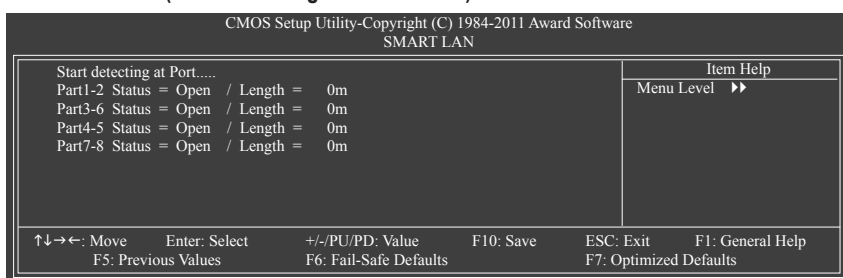 CMOS Setup Utility-Copyright (C) 1984-2011 Award Software
SMART LAN
Start detecting at Port.....
Part1-2 Status = Open / Length = 0m
Part3-6 Status = Open / Length = 0m
Part4-5 Status = Open / Length = 0m
Part7-8 Status = Open / Length = 0m
Item Help
Menu Level ▶▶
↑↓→←: Move Enter: Select +/-/PU/PD: Value F10: Save ESC: Exit F1: General Help
F5: Previous Values F6: Fail-Safe Defaults F7: Optimized Defaults